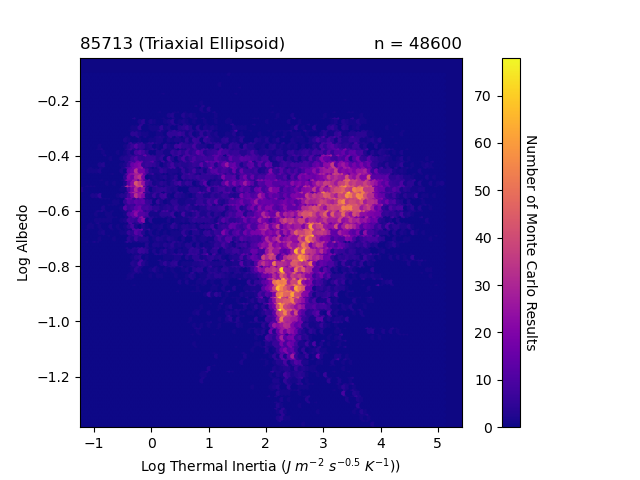 85713 (Triaxial Ellipsoid)
n = 48600
−0.2
−0.4
−0.6
−0.8
−1.0
−1.2
Log Albedo
−1 0 1 2 3 4 5
Log Thermal Inertia (J m⁻² s⁻⁰·⁵ K⁻¹))
70
60
50
40
30
20
10
0
Number of Monte Carlo Results